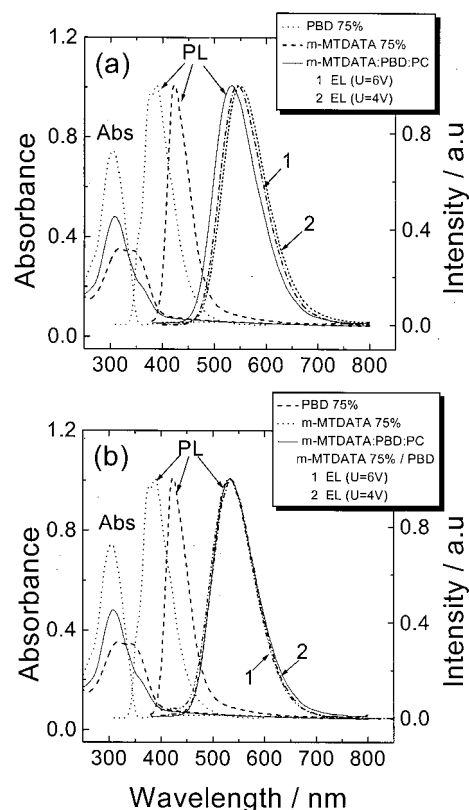 (a)
PL
Abs
PBD 75%
m-MTDATA 75%
m-MTDATA:PBD:PC
1 EL (U=6V)
2 EL (U=4V)
1
2
1.2
0.8
0.4
0.0
Absorbance
0.8
0.4
0.0
Intensity / a.u
300 400 500 600 700 800
(b)
PL
Abs
PBD 75%
m-MTDATA 75%
m-MTDATA:PBD:PC
m-MTDATA 75% / PBD
1 EL (U=6V)
2 EL (U=4V)
1
2
1.2
0.8
0.4
0.0
Absorbance
0.8
0.4
0.0
Intensity / a.u
300 400 500 600 700 800
Wavelength / nm